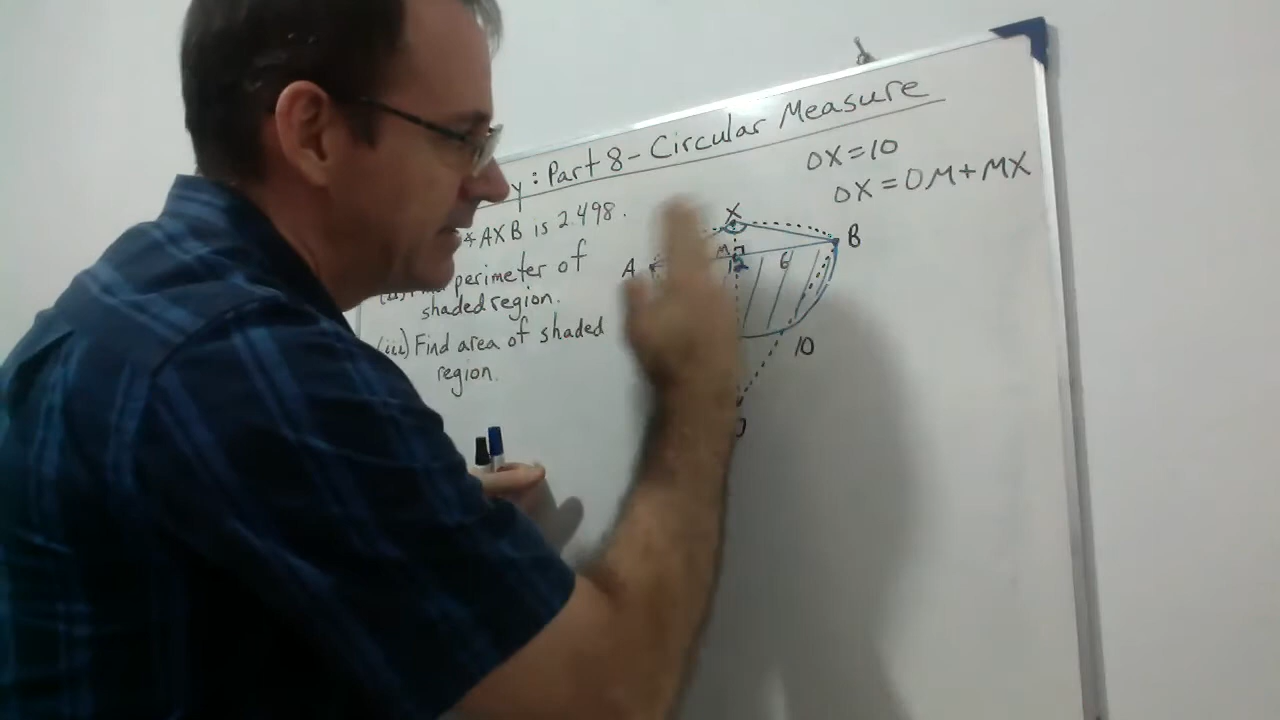 y: Part 8 - Circular Measure
∡AXB is 2.498.
perimeter of
shaded region.
(iii) Find area of shaded
region.
OX=10
OX=OM+MX
X
A
M
B
12
6
10
O